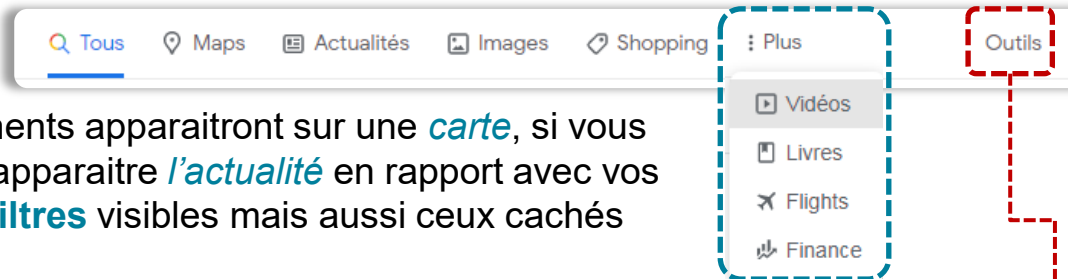 Tous Maps Actualités Images Shopping Plus Outils
Vidéos
Livres
Flights
Finance
ents apparaitront sur une carte, si vous
apparaitre l’actualité en rapport avec vos
iltres visibles mais aussi ceux cachés